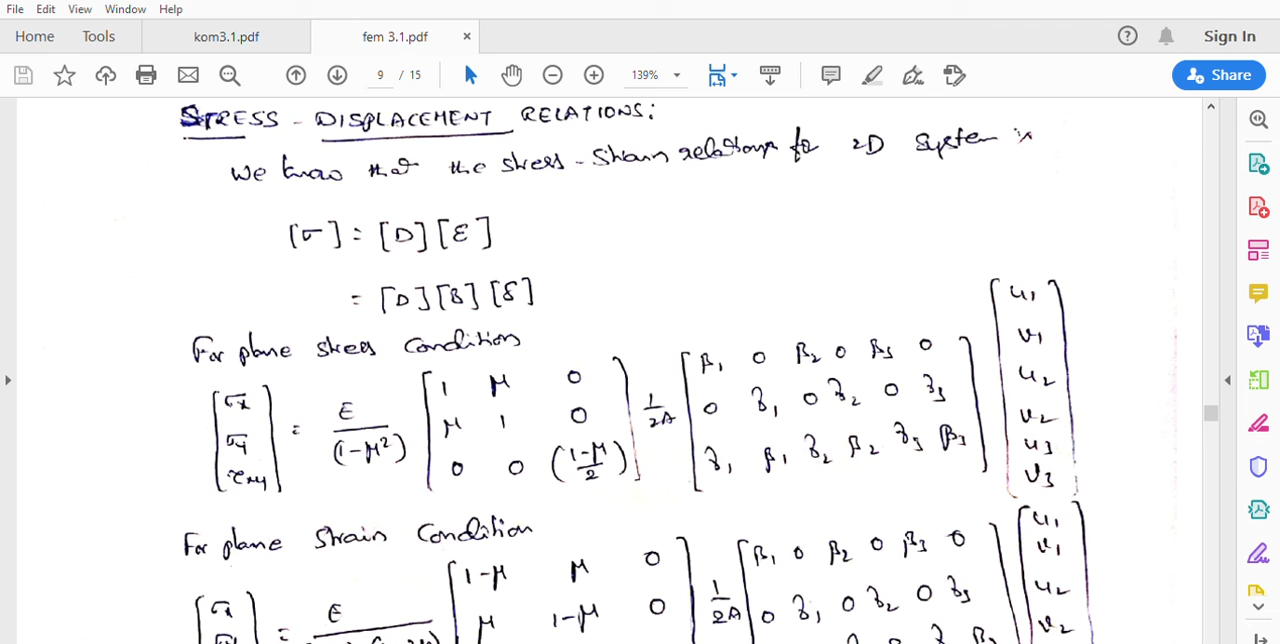 File Edit View Window Help
Home Tools kom3.1.pdf fem 3.1.pdf × Sign In
9 / 15 139% Share
STRESS - DISPLACEMENT RELATIONS:
We know that the stress - strain relations for 2D system is
[σ] = [D][ε]
= [D][B][δ]
For plane stress Condition
[σx σy τxy] = E/(1-μ²) [1 μ 0; μ 1 0; 0 0 (1-μ/2)] 1/2A [β1 0 β2 0 β3 0; 0 γ1 0 γ2 0 γ3; γ1 β1 γ2 β2 γ3 β3] [u1 v1 u2 v2 u3 v3]
For plane Strain Condition
[σx = E [1-μ μ 0; μ 1-μ 0 1/2A [β1 0 β2 0 β3 0; 0 γ1 0 γ2 0 γ3 [u1 v1 u2 v2